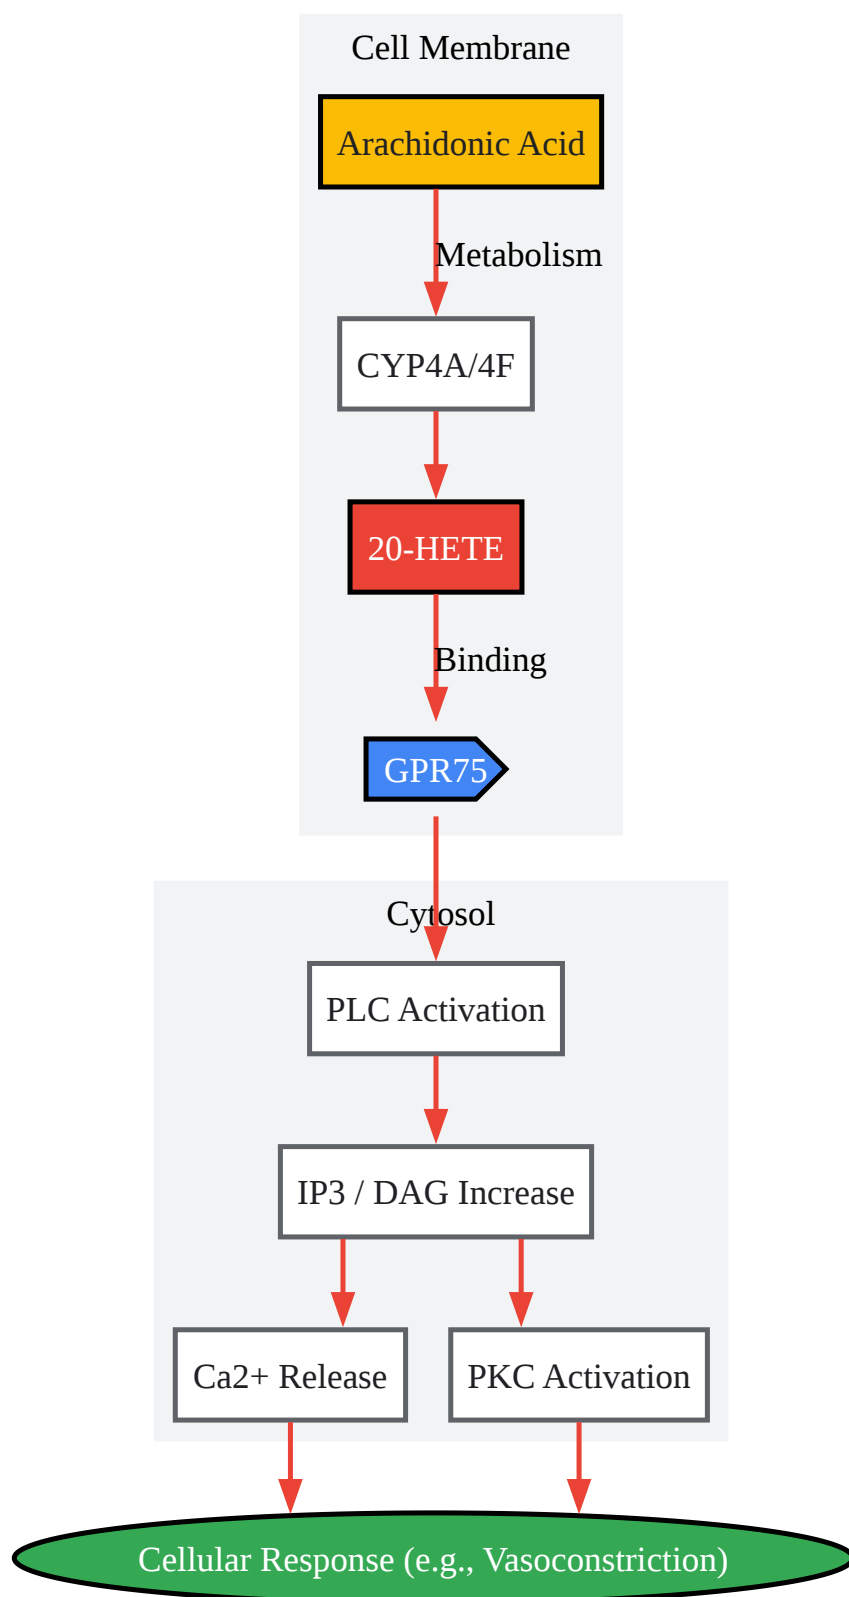 Cell Membrane
Arachidonic Acid
Metabolism
CYP4A/4F
20-HETE
Binding
GPR75
Cytosol
PLC Activation
IP3 / DAG Increase
Ca2+ Release
PKC Activation
Cellular Response (e.g., Vasoconstriction)